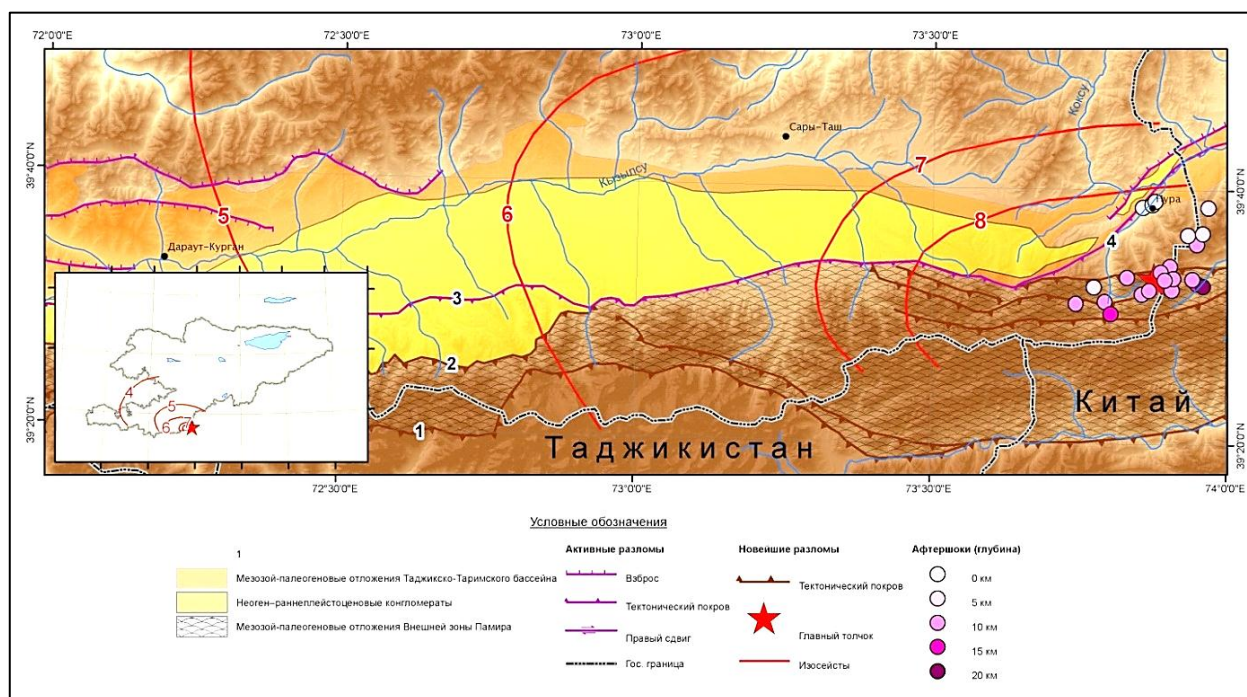 72°0'0"E
72°30'0"E
73°0'0"E
73°30'0"E
74°0'0"E
39°40'0"N
39°40'0"N
39°20'0"N
39°20'0"N
Коксу
Сары-Таш
Кызылсу
Нура
Дараут-Курган
5
6
7
8
4
3
2
1
4
5
6
Китай
Таджикистан
72°30'0"E
73°0'0"E
73°30'0"E
74°0'0"E
Условные обозначения
1
Мезозой-палеогеновые отложения Таджикско-Таримского бассейна
Неоген–раннеплейстоценовые конгломераты
Мезозой-палеогеновые отложения Внешней зоны Памира
Активные разломы
Взброс
Тектонический покров
Правый сдвиг
Гос. граница
Новейшие разломы
Тектонический покров
Главный толчок
Изосейсты
Афтершоки (глубина)
0 км
5 км
10 км
15 км
20 км